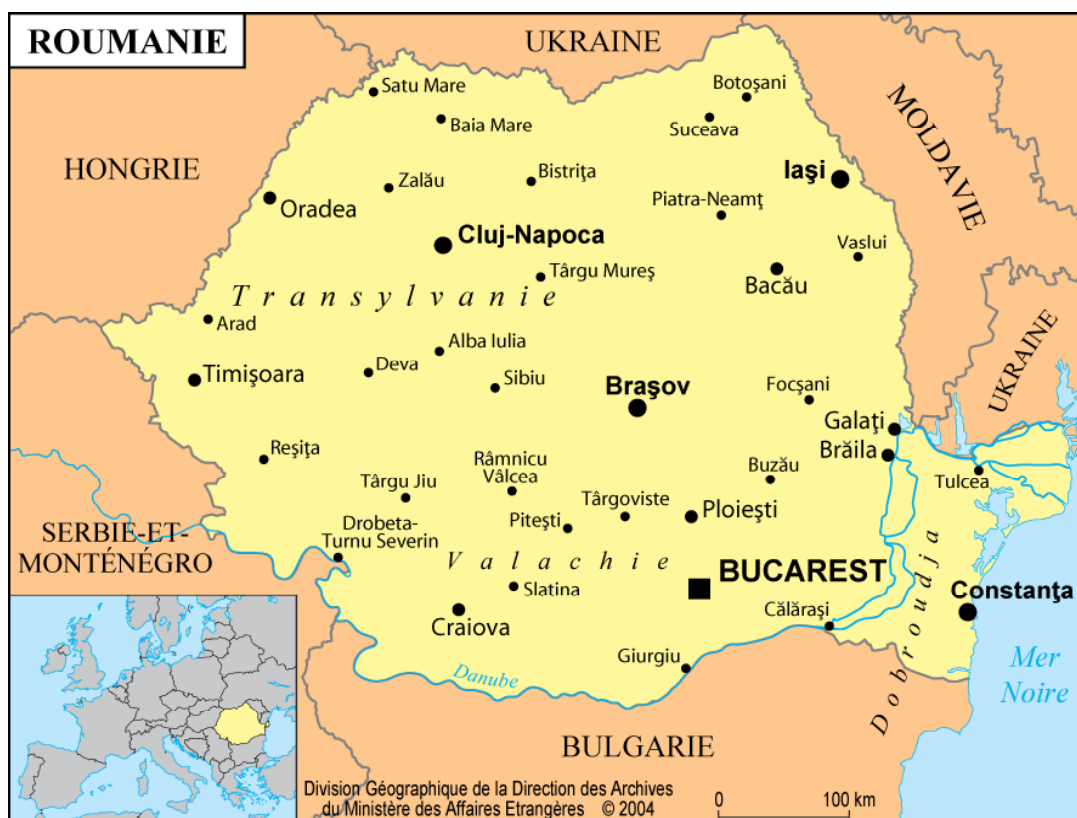 ROUMANIE
UKRAINE
Satu Mare
Botoşani
Baia Mare
Suceava
MOLDAVIE
HONGRIE
Zalău
Bistriţa
Iaşi
Oradea
Piatra-Neamţ
Cluj-Napoca
Vaslui
Târgu Mureş
Bacău
Transylvanie
Arad
Alba Iulia
Deva
Timişoara
Sibiu
Braşov
Focşani
UKRAINE
Galaţi
Brăila
Reşiţa
Râmnicu
Vâlcea
Buzău
Tulcea
Târgu Jiu
Târgoviste
Piteşti
Ploieşti
SERBIE-ET-
MONTÉNÉGRO
Drobeta-
Turnu Severin
Valachie
BUCAREST
Slatina
Constanţa
Craiova
Călăraşi
Dobroudja
Giurgiu
Danube
Mer
Noire
BULGARIE
Division Géographique de la Direction des Archives
du Ministère des Affaires Etrangères © 2004
0 100 km